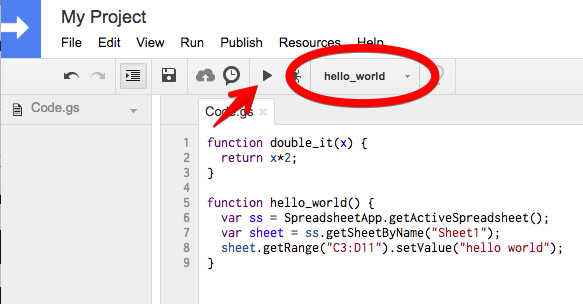 My Project
File Edit View Run Publish Resources Help
hello_world
Code.gs
Code.gs ×
1 function double_it(x) {
2 return x*2;
3 }
4
5 function hello_world() {
6 var ss = SpreadsheetApp.getActiveSpreadsheet();
7 var sheet = ss.getSheetByName("Sheet1");
8 sheet.getRange("C3:D11").setValue("hello world");
9 }